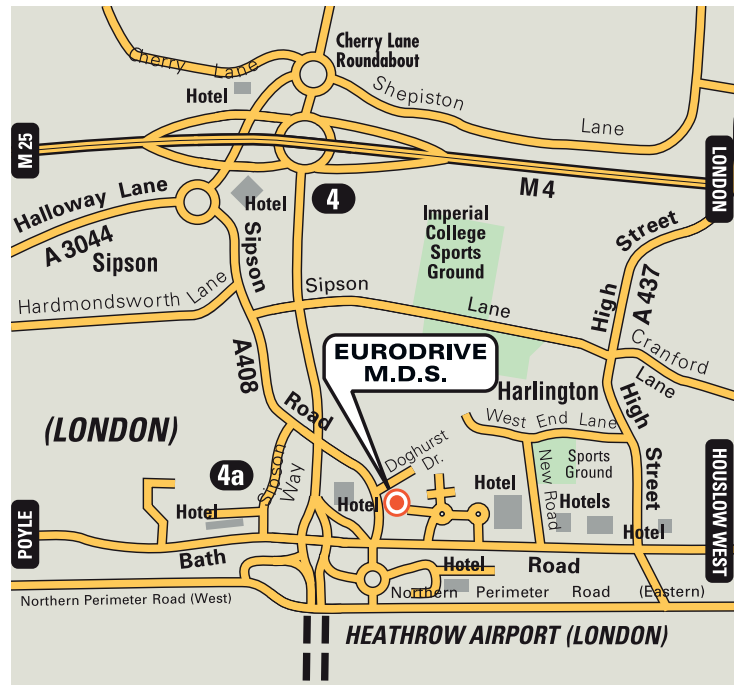 Cherry Lane
Roundabout
Cherry Lane
Hotel
Shepiston Lane
M 25
LONDON
M 4
Halloway Lane
A 3044
Hotel
4
Sipson
Imperial
College
Sports
Ground
High Street
A 437
Sipson Road
Hardmondsworth Lane
Sipson Lane
A408
EURODRIVE
M.D.S.
Cranford
Lane
Harlington
High Street
(LONDON)
West End Lane
Doghurst
Dr.
4a
Sipson
Way
Sports
Ground
New Road
Hotel
Hotel
Hotel
Hotels
Hotel
POYLE
HOUSLOW WEST
Bath Road
Hotel
Northern Perimeter Road (West)
Northern Perimeter Road (Eastern)
HEATHROW AIRPORT (LONDON)